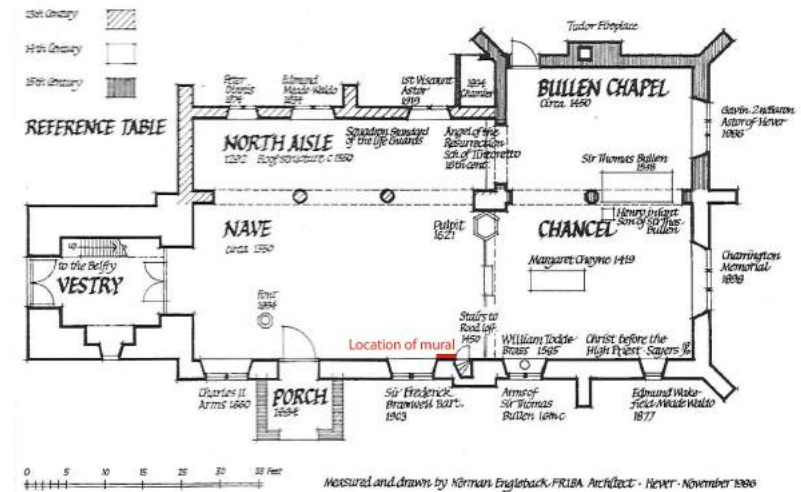 13th Century
14th Century
15th Century
REFERENCE TABLE
Peter
Dinnis
1974
Edmund
Meade-Waldo
1934
1st Viscount
Astor
1919
1934
Chamber
Tudor Fireplace
BULLEN CHAPEL
Circa 1450
Gavin 2nd Baron
Astor of Hever
1986
NORTH AISLE
1292 Roof structure c 1350
Squadron Standard
of the Life Guards
Angel of the
Resurrection
Sch of Tintoretto
16th cent.
Sir Thomas Bullen
1538
NAVE
circa 1350
Pulpit
1621
CHANCEL
Henry infant
Son of Sir Thos.
Bullen
Margaret Cheyne 1419
Charrington
Memorial
1898
to the Belfry
VESTRY
Font
1894
Stairs to
Rood loft
1450
Location of mural
William Todde
Brass 1585
Christ before the
High Priest - Sayers
Charles II
Arms 1660
PORCH
1894
Sir Frederick
Bramwell Bart.
1903
Arms of
Sir Thomas
Bullen 16th C
Edmund Wake-
field-Meade Waldo
1877
0 5 10 15 20 25 30 35 Feet
Measured and drawn by Norman Engleback FRIBA Architect - Hever - November 1986